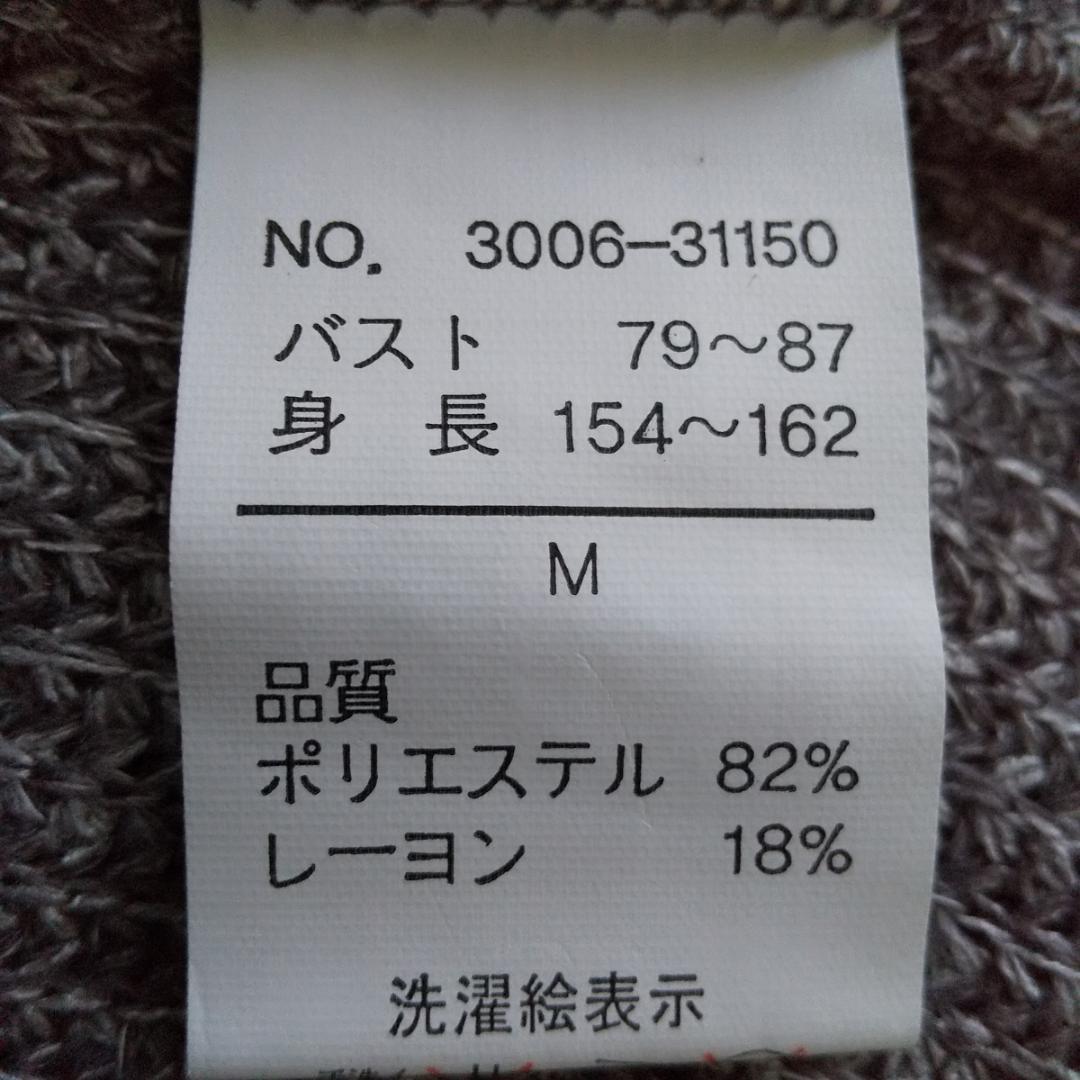 NO. 3006-31150
バスト 79～87
身 長 154～162
M
品質
ポリエステル 82%
レーヨン 18%
洗濯絵表示